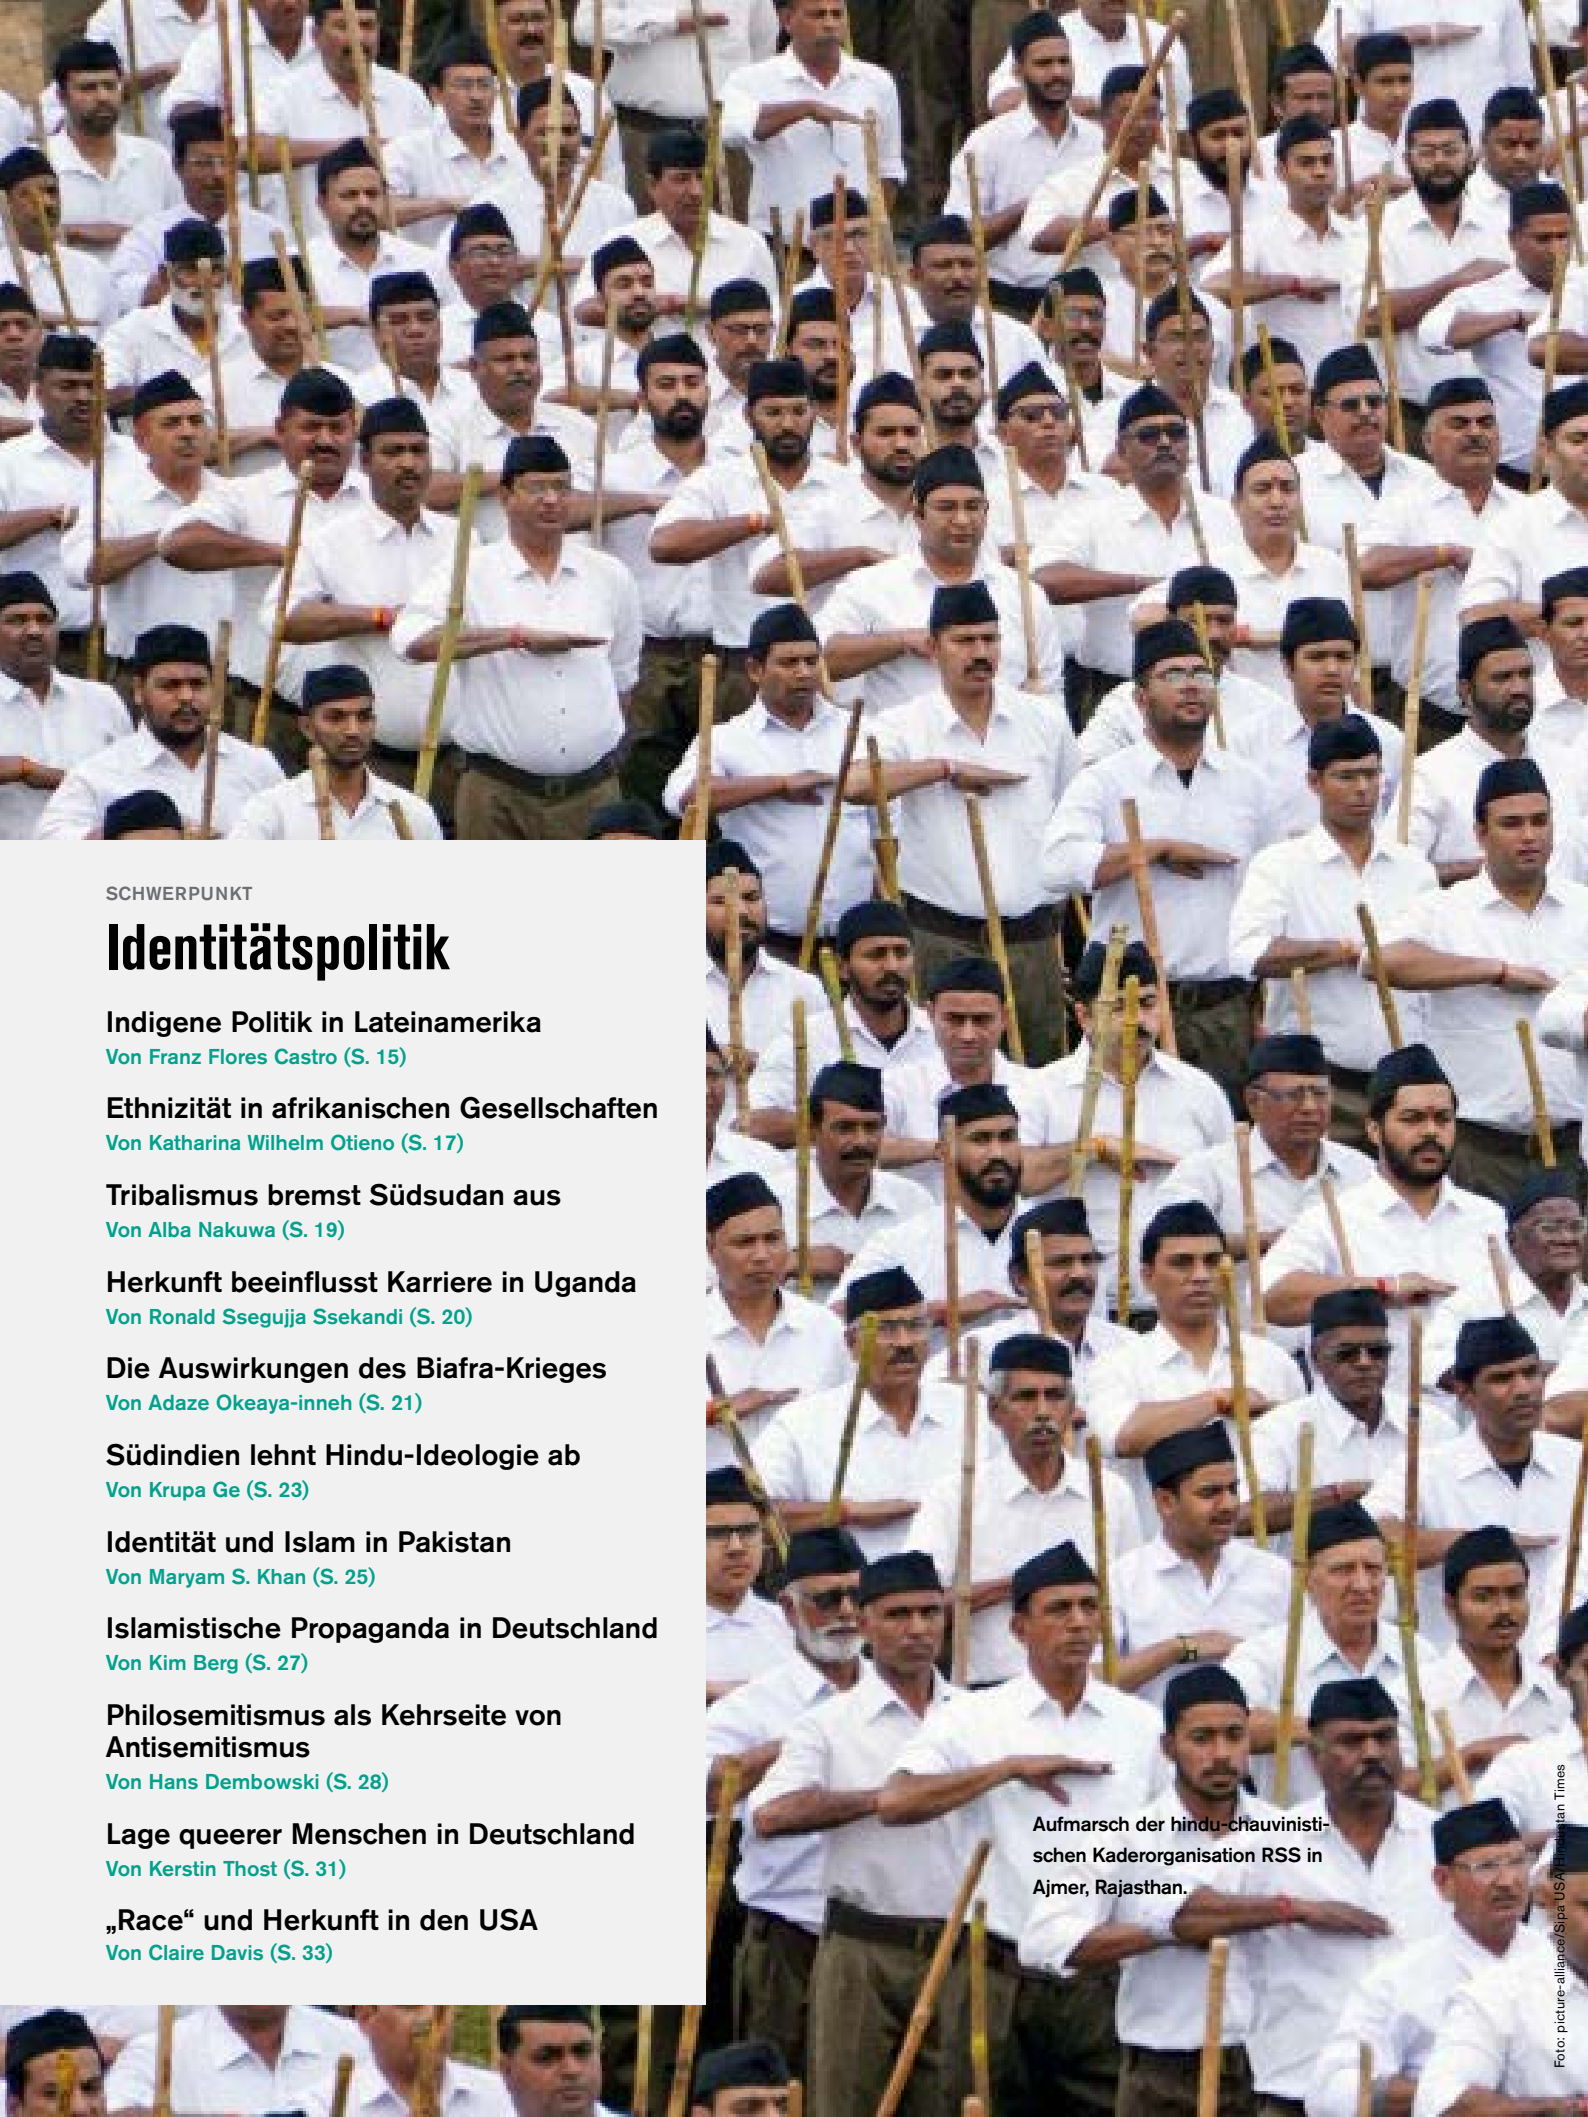 SCHWERPUNKT
Identitätspolitik
Indigene Politik in Lateinamerika
Von Franz Flores Castro (S. 15)
Ethnizität in afrikanischen Gesellschaften
Von Katharina Wilhelm Otieno (S. 17)
Tribalismus bremst Südsudan aus
Von Alba Nakuwa (S. 19)
Herkunft beeinflusst Karriere in Uganda
Von Ronald Ssegujja Ssekandi (S. 20)
Die Auswirkungen des Biafra-Krieges
Von Adaze Okeaya-inneh (S. 21)
Südindien lehnt Hindu-Ideologie ab
Von Krupa Ge (S. 23)
Identität und Islam in Pakistan
Von Maryam S. Khan (S. 25)
Islamistische Propaganda in Deutschland
Von Kim Berg (S. 27)
Philosemitismus als Kehrseite von
Antisemitismus
Von Hans Dembowski (S. 28)
Lage queerer Menschen in Deutschland
Von Kerstin Thost (S. 31)
„Race“ und Herkunft in den USA
Von Claire Davis (S. 33)
Aufmarsch der hindu-chauvinisti-
schen Kaderorganisation RSS in
Ajmer, Rajasthan.
Foto: picture-alliance/Sipa USA/Hindustan Times